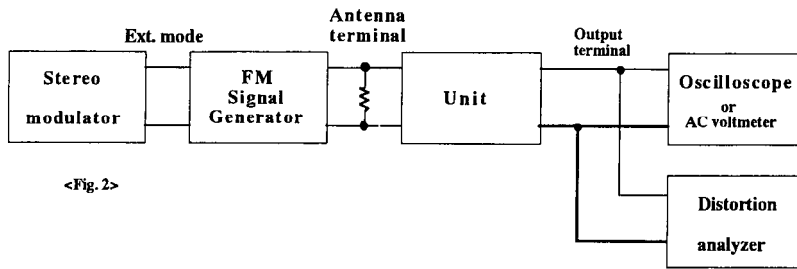 Ext. mode
Antenna
terminal
Output
terminal
Stereo
modulator
FM
Signal
Generator
Unit
Oscilloscope
or
AC voltmeter
<Fig. 2>
Distortion
analyzer